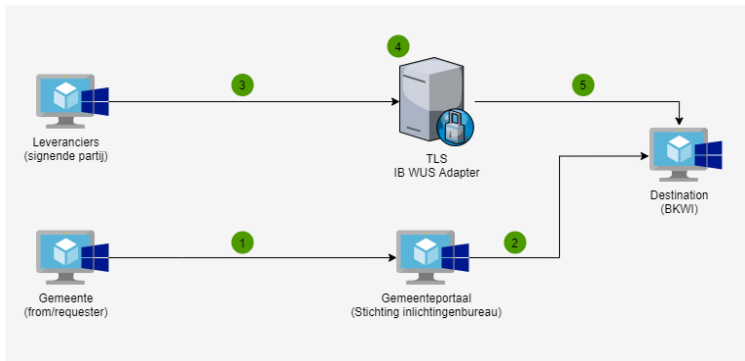 4
3
5
Leveranciers
(signende partij)
TLS
IB WUS Adapter
Destination
(BKWI)
1
2
Gemeente
(from/requester)
Gemeenteportaal
(Stichting inlichtingenbureau)